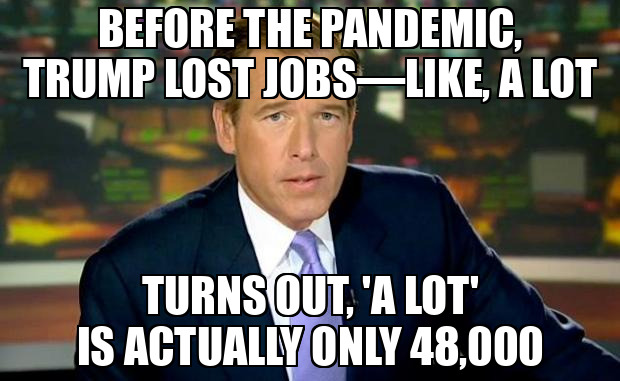 BEFORE THE PANDEMIC,
TRUMP LOST JOBS—LIKE, A LOT
TURNS OUT, 'A LOT'
IS ACTUALLY ONLY 48,000